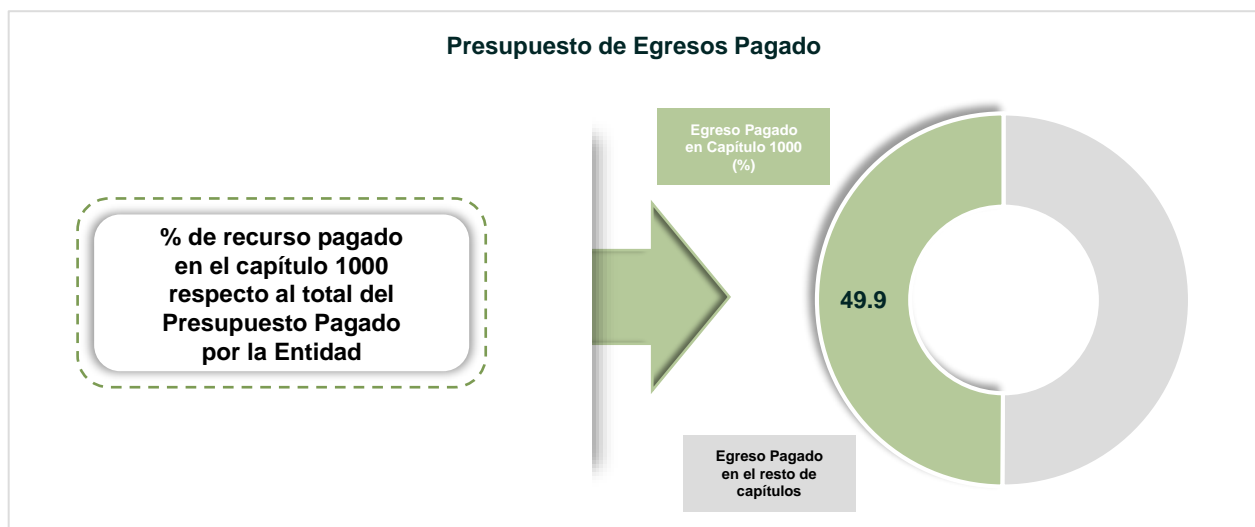 Presupuesto de Egresos Pagado
Egreso Pagado
en Capítulo 1000
(%)
% de recurso pagado
en el capítulo 1000
respecto al total del
Presupuesto Pagado
por la Entidad
49.9
Egreso Pagado
en el resto de
capítulos